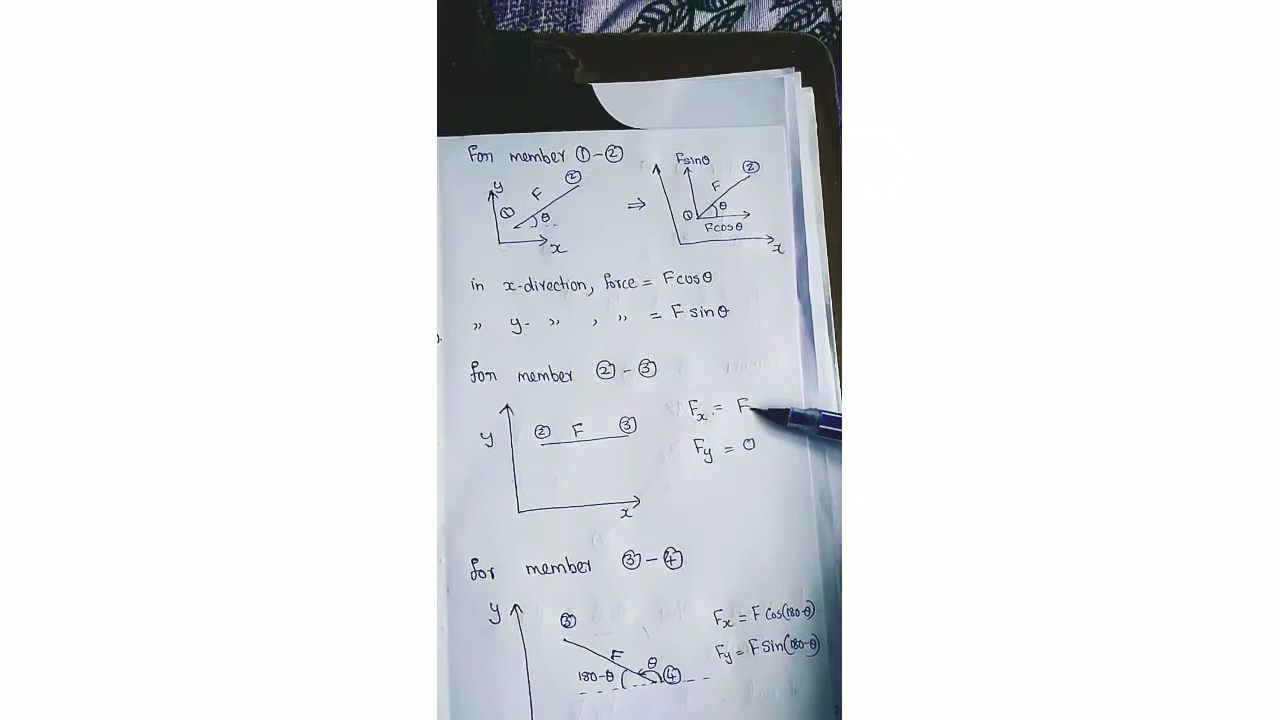 For member ①-②
y F ② ① θ x ⇒ Fsinθ F ② ① θ Fcosθ x
in x-direction, force = F cosθ
,, y- ,, , ,, = F sinθ
for member ②-③
y ② F ③ x
Fx = F
Fy = 0
for member ③-④
y ③ F θ 180-θ ④
Fx = F Cos(180-θ)
Fy = F Sin(180-θ)